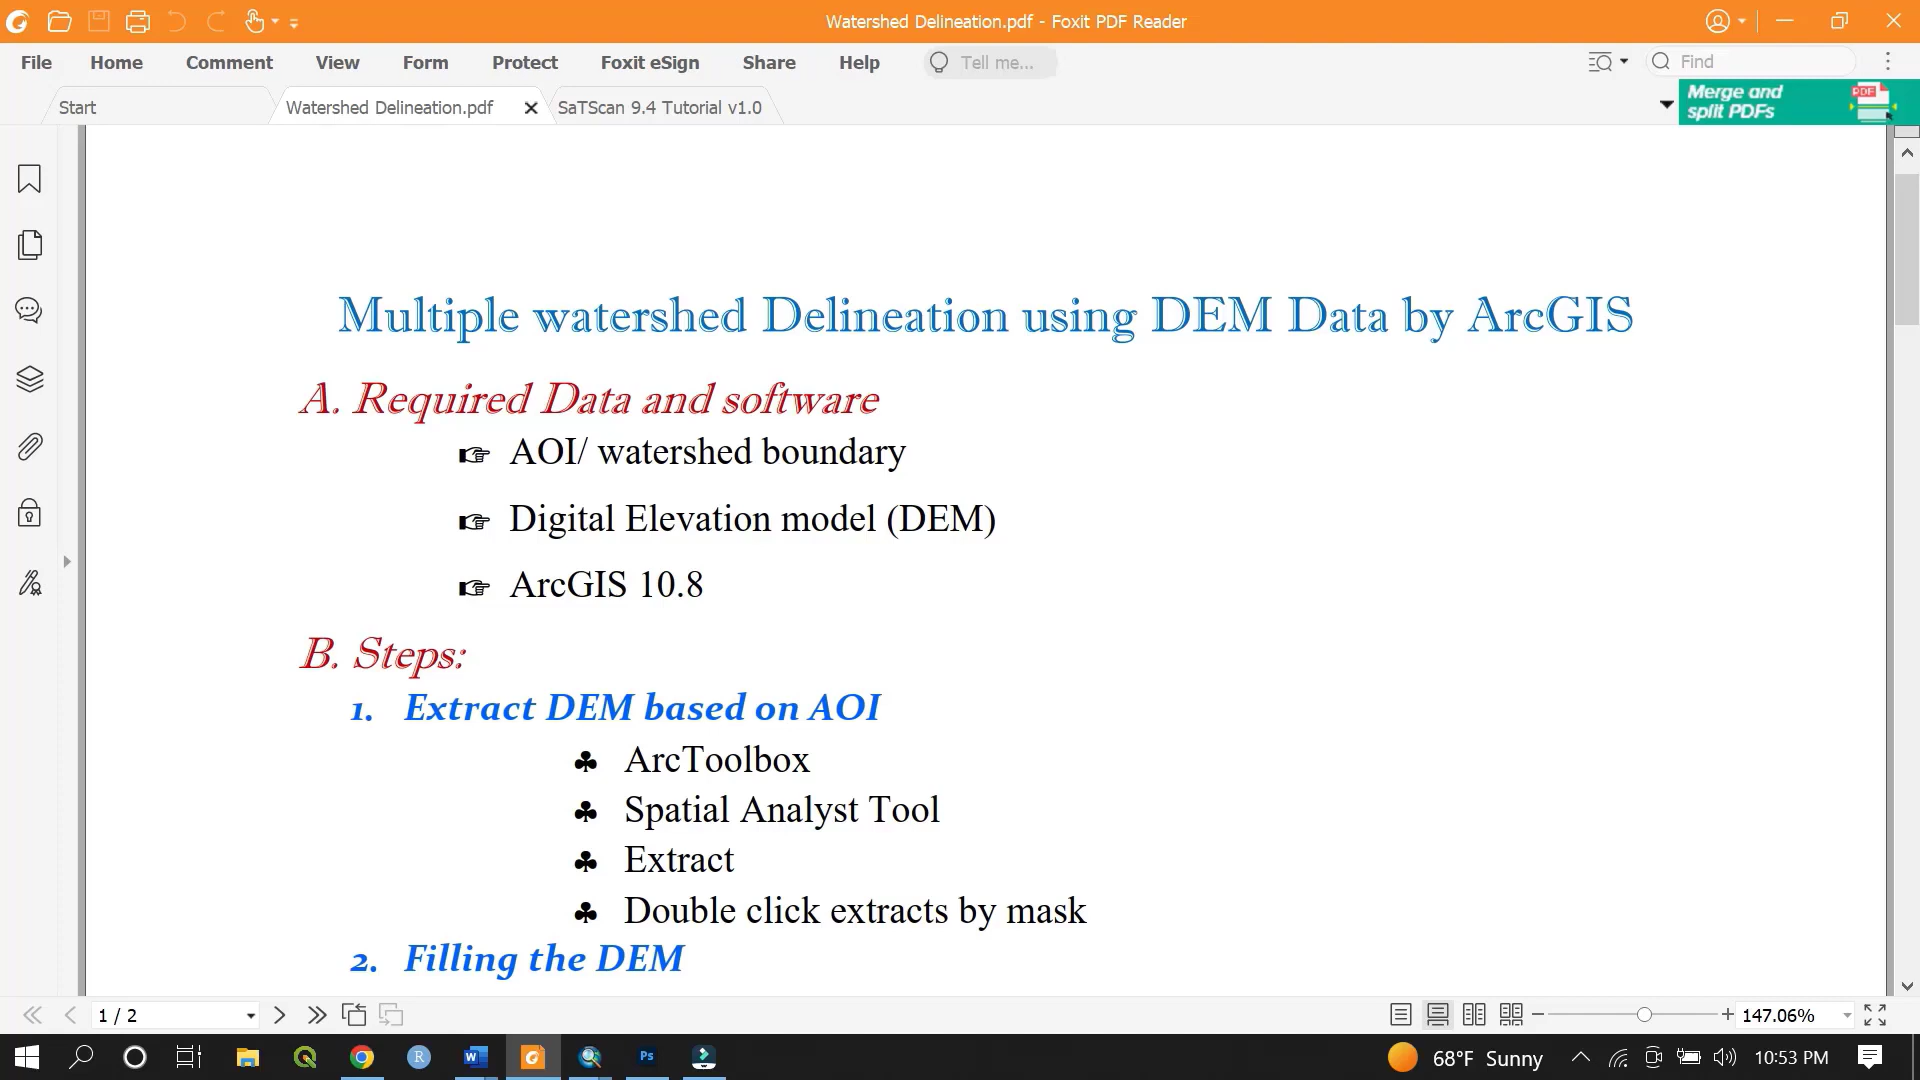 Watershed Delineation.pdf - Foxit PDF Reader
File Home Comment View Form Protect Foxit eSign Share Help Tell me... Find
Start Watershed Delineation.pdf SaTScan 9.4 Tutorial v1.0
Merge and
split PDFs
PDF
Multiple watershed Delineation using DEM Data by ArcGIS
A. Required Data and software
☞ AOI/ watershed boundary
☞ Digital Elevation model (DEM)
☞ ArcGIS 10.8
B. Steps:
1. Extract DEM based on AOI
♣ ArcToolbox
♣ Spatial Analyst Tool
♣ Extract
♣ Double click extracts by mask
2. Filling the DEM
1 / 2 147.06%
R W Ps 68°F Sunny 10:53 PM